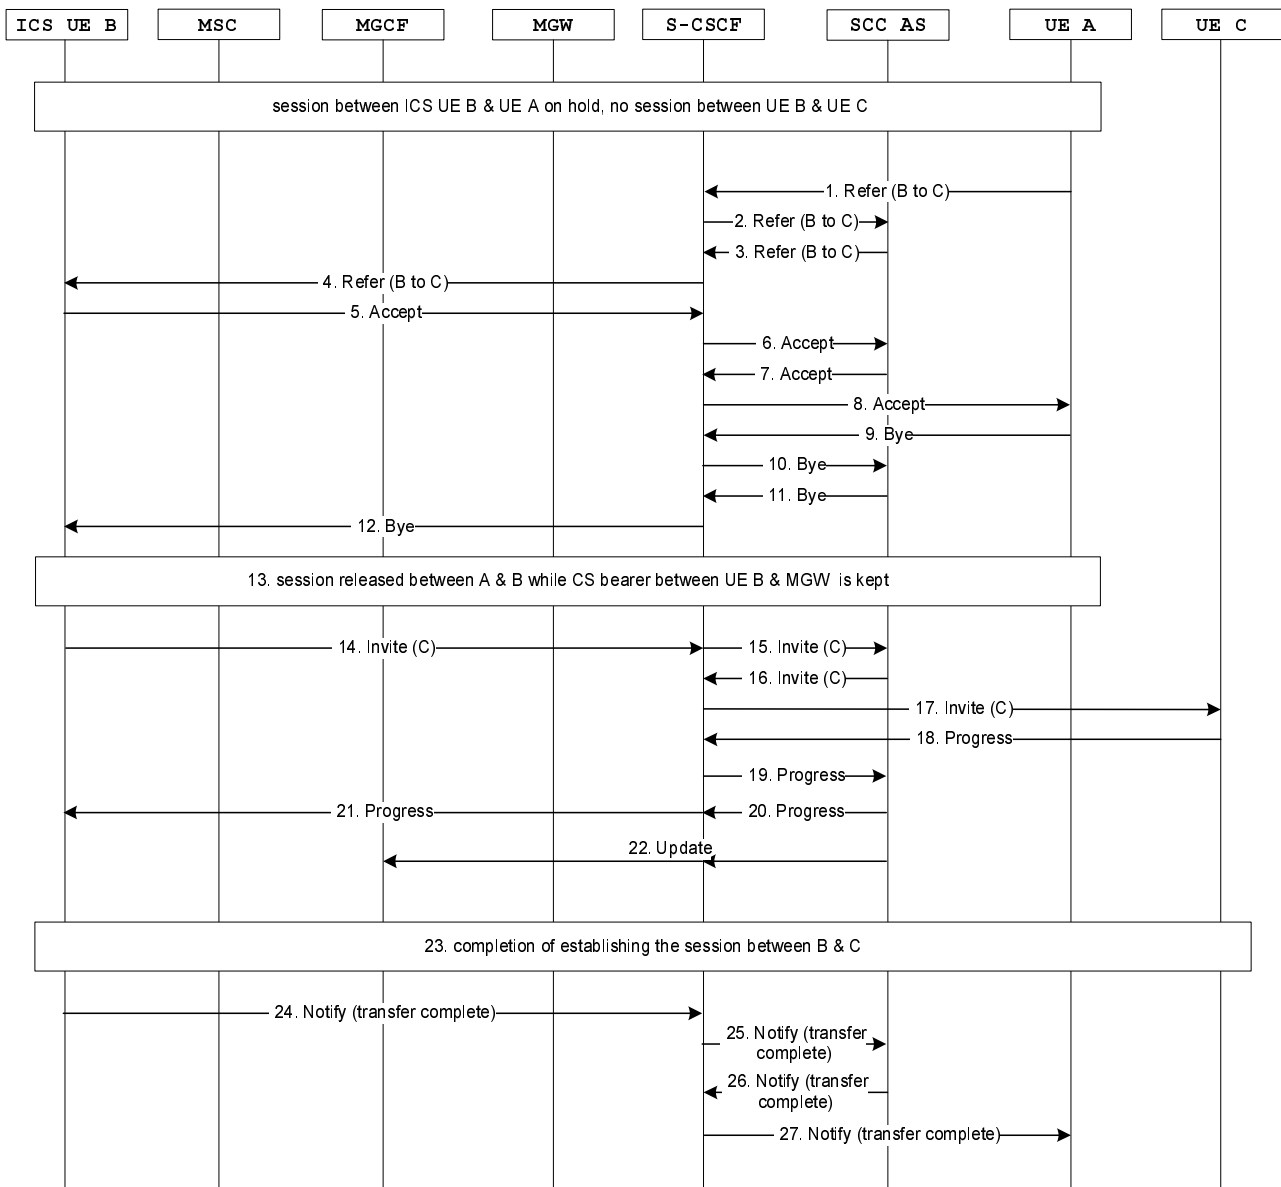 ICS UE B
MSC
MGCF
MGW
S-CSCF
SCC AS
UE A
UE C
session between ICS UE B & UE A on hold, no session between UE B & UE C
1. Refer (B to C)
2. Refer (B to C)
3. Refer (B to C)
4. Refer (B to C)
5. Accept
6. Accept
7. Accept
8. Accept
9. Bye
10. Bye
11. Bye
12. Bye
13. session released between A & B while CS bearer between UE B & MGW is kept
14. Invite (C)
15. Invite (C)
16. Invite (C)
17. Invite (C)
18. Progress
19. Progress
21. Progress
20. Progress
22. Update
23. completion of establishing the session between B & C
24. Notify (transfer complete)
25. Notify (transfer
complete)
26. Notify (transfer
complete)
27. Notify (transfer complete)